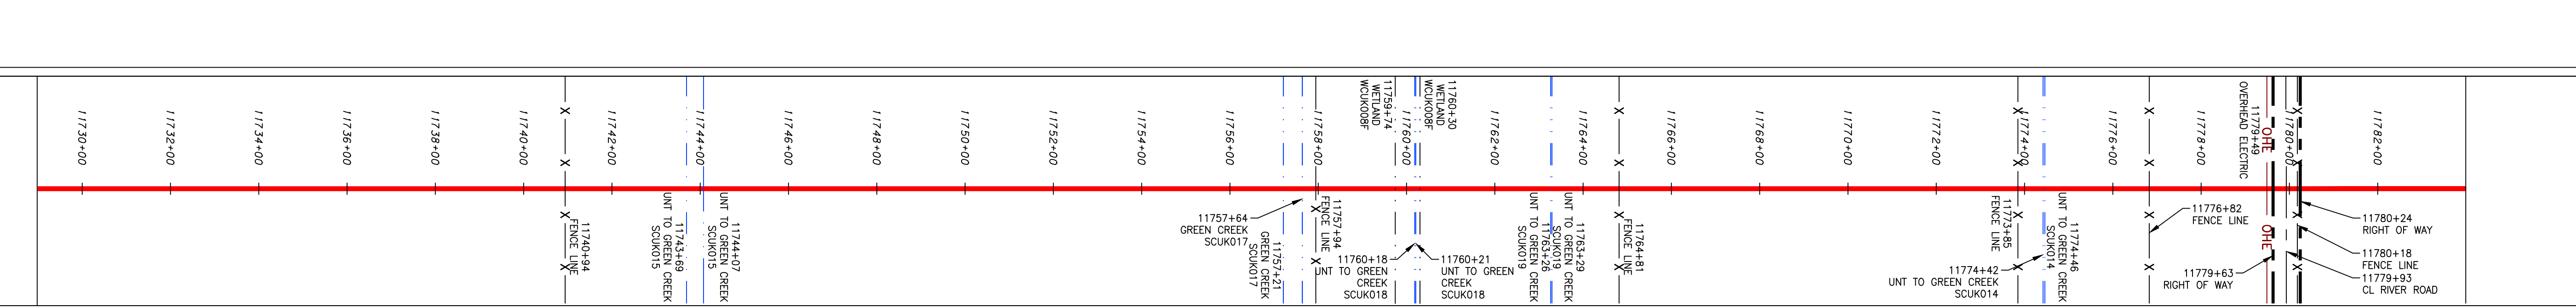 11730+00
11732+00
11734+00
11736+00
11738+00
11740+00
11742+00
11744+00
11746+00
11748+00
11750+00
11752+00
11754+00
11756+00
11758+00
11760+00
11762+00
11764+00
11766+00
11768+00
11770+00
11772+00
11774+00
11776+00
11778+00
11780+00
11782+00
11740+94
FENCE LINE
11743+69
UNT TO GREEN CREEK
SCUK015
11744+07
UNT TO GREEN CREEK
SCUK015
11757+64
GREEN CREEK
SCUK017
11757+21
GREEN CREEK
SCUK017
11757+94
FENCE LINE
11759+74
WETLAND
WCUK008F
11760+30
WETLAND
WCUK008F
11760+18
UNT TO GREEN
CREEK
SCUK018
11760+21
UNT TO GREEN
CREEK
SCUK018
11763+26
UNT TO GREEN CREEK
SCUK019
11763+29
UNT TO GREEN CREEK
SCUK019
11764+81
FENCE LINE
11773+85
FENCE LINE
11774+42
UNT TO GREEN CREEK
SCUK014
11774+46
UNT TO GREEN CREEK
SCUK014
11776+82
FENCE LINE
11779+49
OVERHEAD ELECTRIC
OHE
OHE
11779+63
RIGHT OF WAY
11780+24
RIGHT OF WAY
11780+18
FENCE LINE
11779+93
CL RIVER ROAD